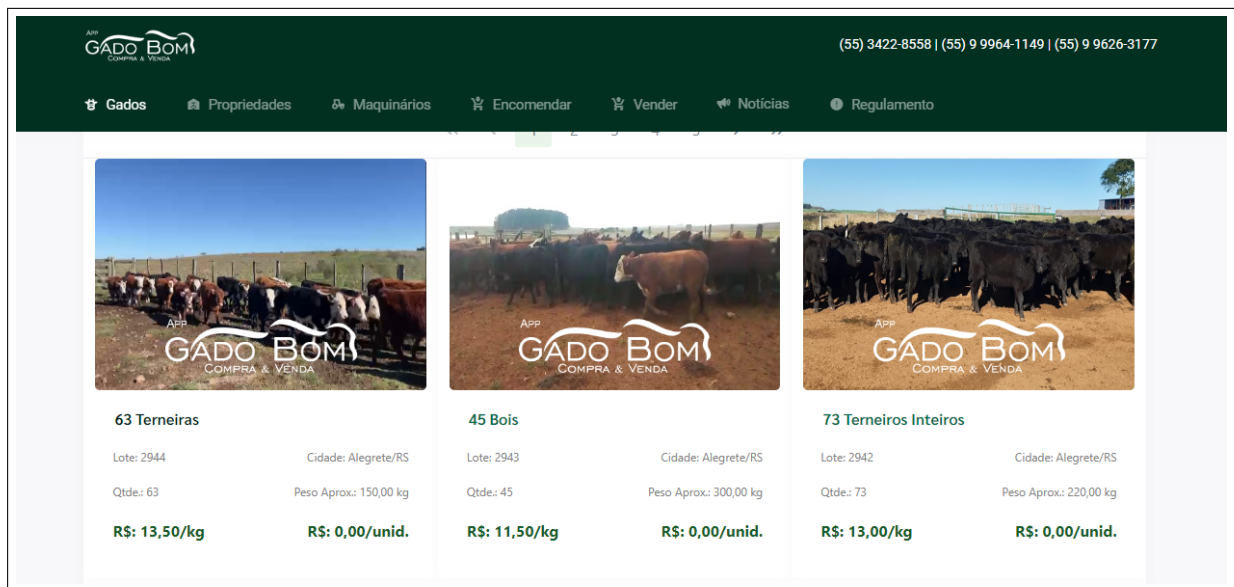 APP
GADO BOM
COMPRA & VENDA
(55) 3422-8558 | (55) 9 9964-1149 | (55) 9 9626-3177
Gados Propriedades Maquinários Encomendar Vender Notícias Regulamento
APP
GADO BOM
COMPRA & VENDA
APP
GADO BOM
COMPRA & VENDA
APP
GADO BOM
COMPRA & VENDA
63 Terneiras
Lote: 2944 Cidade: Alegrete/RS
Qtde.: 63 Peso Aprox.: 150,00 kg
R$: 13,50/kg R$: 0,00/unid.
45 Bois
Lote: 2943 Cidade: Alegrete/RS
Qtde.: 45 Peso Aprox.: 300,00 kg
R$: 11,50/kg R$: 0,00/unid.
73 Terneiros Inteiros
Lote: 2942 Cidade: Alegrete/RS
Qtde.: 73 Peso Aprox.: 220,00 kg
R$: 13,00/kg R$: 0,00/unid.